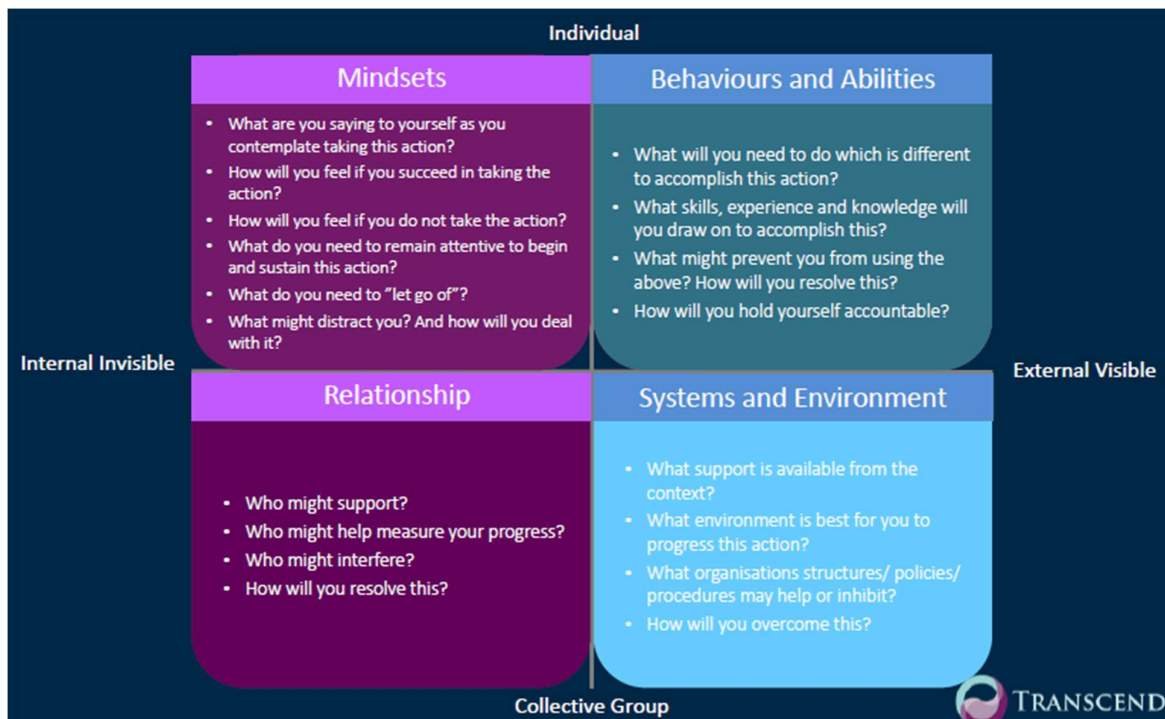 Individual
Mindsets
• What are you saying to yourself as you
contemplate taking this action?
• How will you feel if you succeed in taking the
action?
• How will you feel if you do not take the action?
• What do you need to remain attentive to begin
and sustain this action?
• What do you need to “let go of”?
• What might distract you? And how will you deal
with it?
Behaviours and Abilities
• What will you need to do which is different
to accomplish this action?
• What skills, experience and knowledge will
you draw on to accomplish this?
• What might prevent you from using the
above? How will you resolve this?
• How will you hold yourself accountable?
Internal Invisible
External Visible
Relationship
• Who might support?
• Who might help measure your progress?
• Who might interfere?
• How will you resolve this?
Systems and Environment
• What support is available from the
context?
• What environment is best for you to
progress this action?
• What organisations structures/ policies/
procedures may help or inhibit?
• How will you overcome this?
Collective Group
TRANSCEND